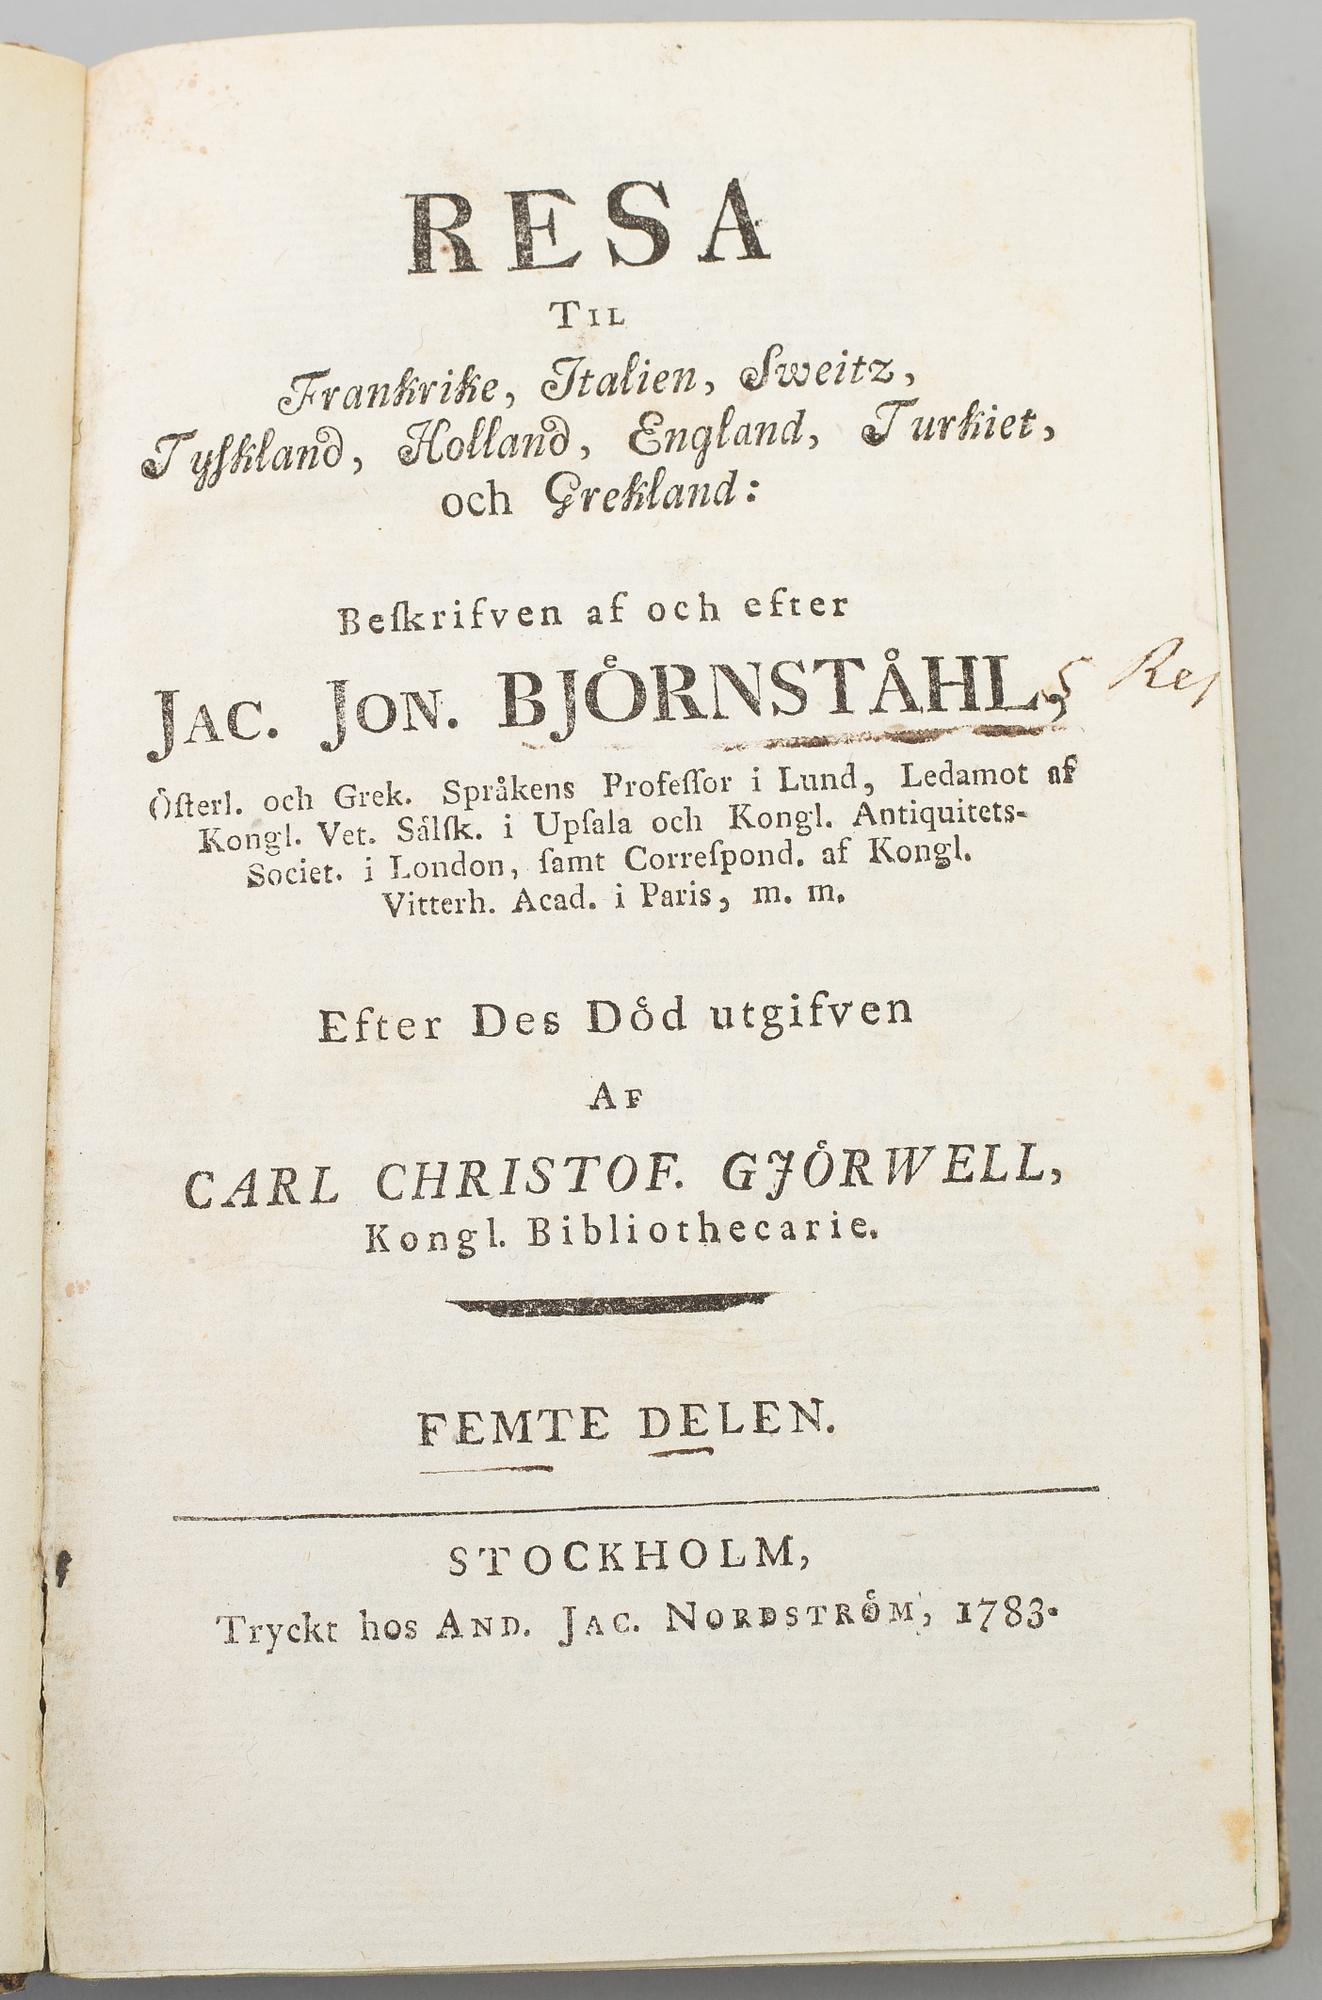 RESA
TIL
Frankrike, Italien, Sweitz,
Tyſkland, Holland, England, Turkiet,
och Grekland:
Beſkrifven af och efter
JAC. JON. BJÖRNSTÅHL, s Res
Öſterl. och Grek. Språkens Profeſſor i Lund, Ledamot af
Kongl. Vet. Sälſk. i Upſala och Kongl. Antiquitets-
Societ. i London, ſamt Correſpond. af Kongl.
Vitterh. Acad. i Paris, m. m.
Efter Des Död utgifven
AF
CARL CHRISTOF. GJÖRWELL,
Kongl. Bibliothecarie.
FEMTE DELEN.
STOCKHOLM,
Tryckt hos AND. JAC. NORDSTRÖM, 1783.